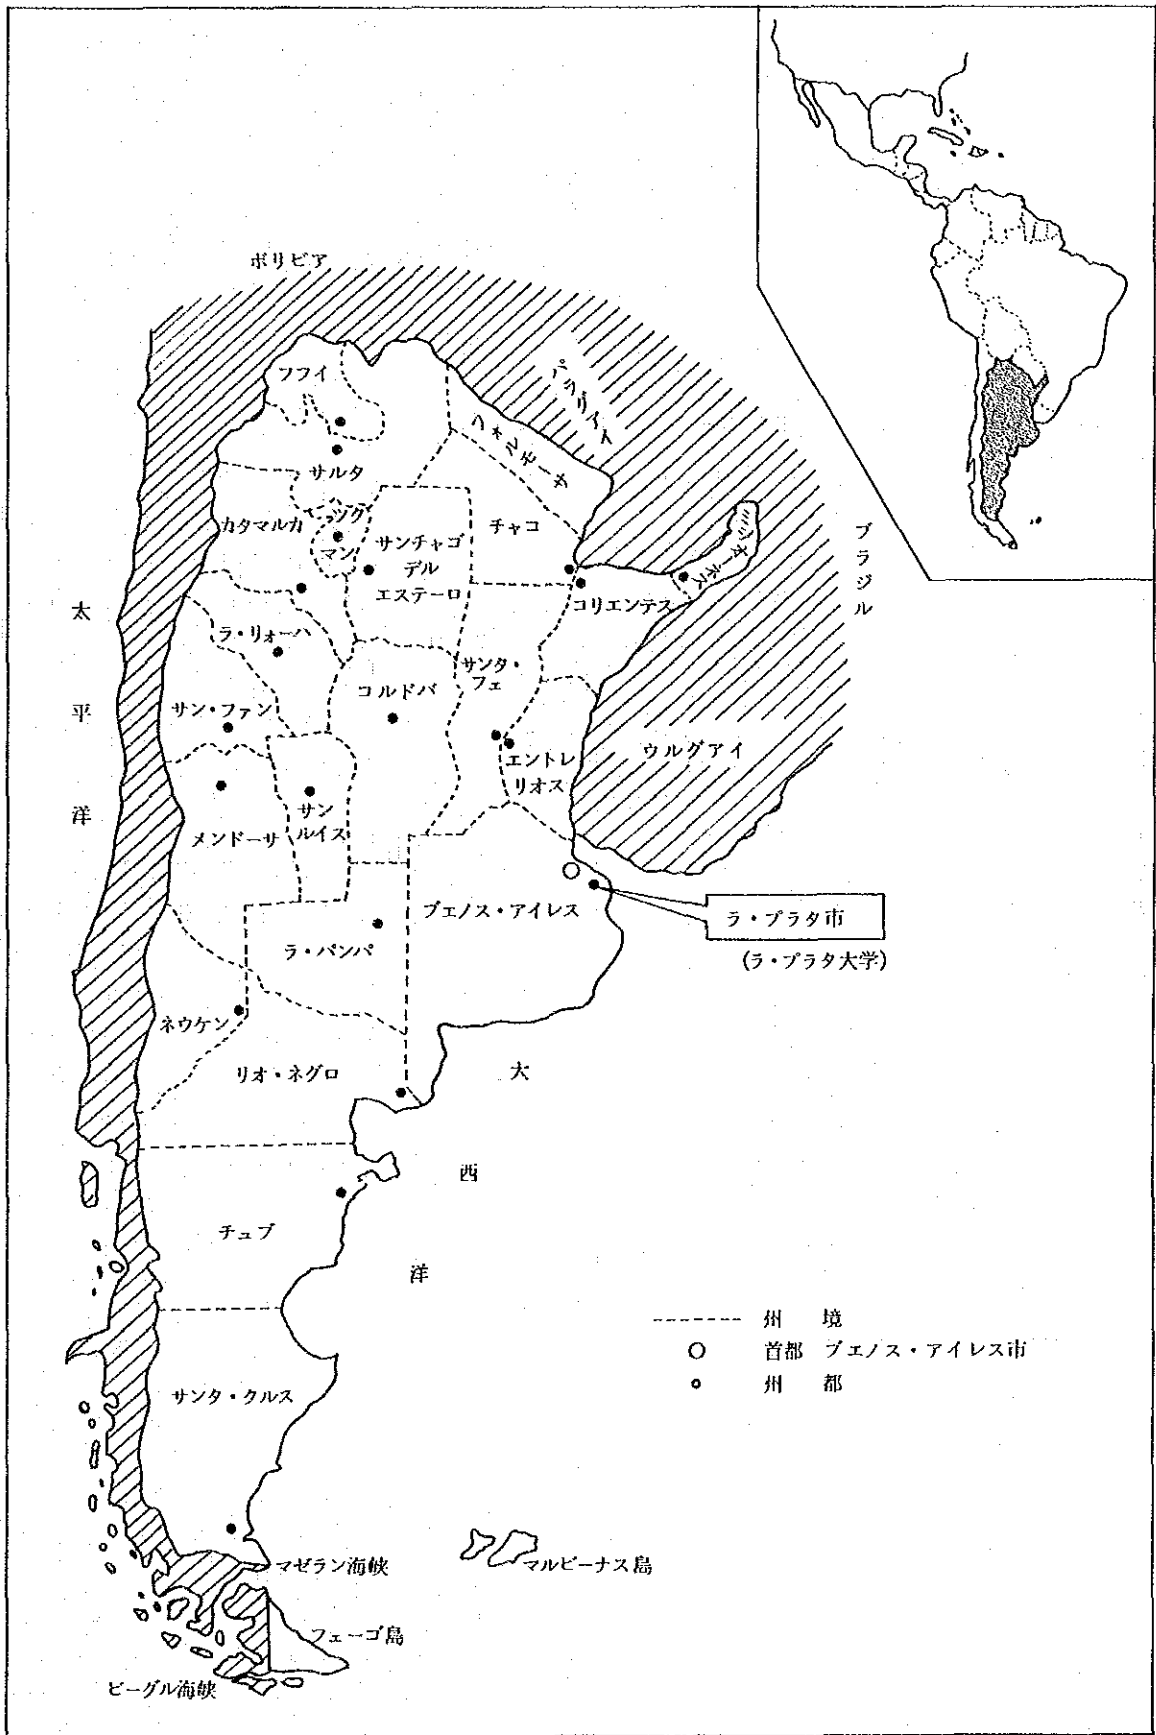 ボリビア
パラグアイ
ブラジル
ウルグアイ
太平洋
大西洋
フフイ
サルタ
フォルモーサ
カタマルカ
ツク
マン
サンチャゴ
デル
エステーロ
チャコ
ミシオーネス
コリエンテス
ラ・リォーハ
サンタ・
フェ
コルドバ
サン・ファン
エントレ
リオス
サン
ルイス
メンドーサ
ブエノス・アイレス
ラ・プラタ市
(ラ・プラタ大学)
ラ・パンパ
ネウケン
リオ・ネグロ
チュブ
サンタ・クルス
州境
首都 ブエノス・アイレス市
州都
マゼラン海峡
マルビーナス島
フェーゴ島
ビーグル海峡